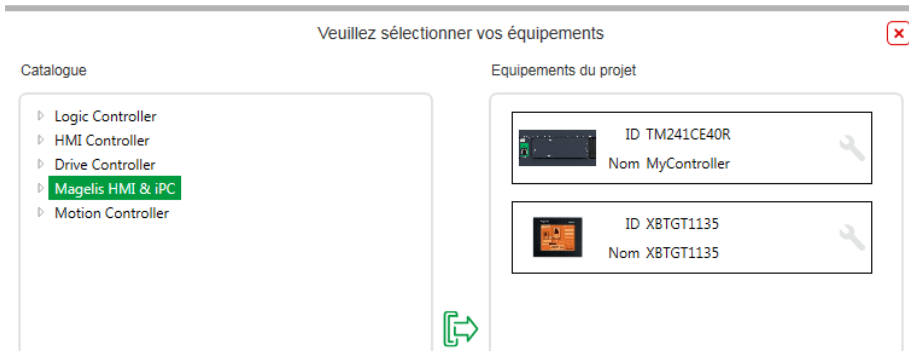 Veuillez sélectionner vos équipements
Catalogue
Equipements du projet
Logic Controller
HMI Controller
Drive Controller
Magelis HMI & iPC
Motion Controller
ID TM241CE40R
Nom MyController
ID XBTGT1135
Nom XBTGT1135